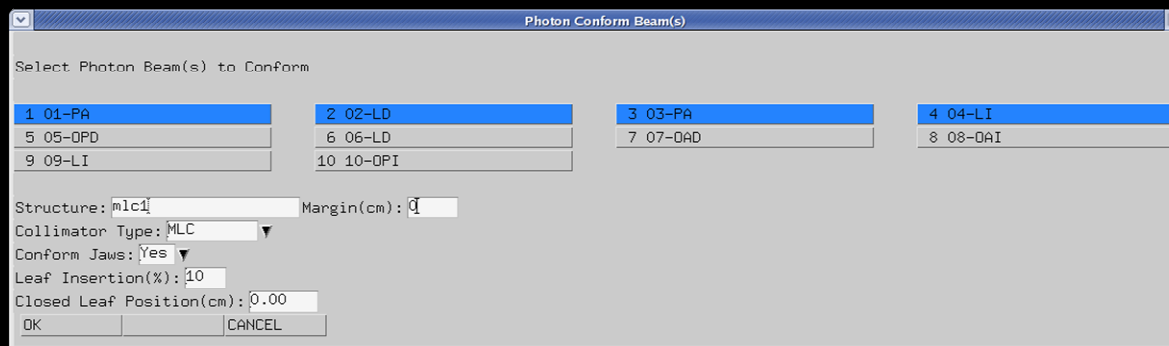 Photon Conform Beam(s)
Select Photon Beam(s) to Conform
1 01-PA 2 02-LD 3 03-PA 4 04-LI
5 05-OPD 6 06-LD 7 07-OAD 8 08-OAI
9 09-LI 10 10-OPI
Structure: mlc1 Margin(cm): 0
Collimator Type: MLC
Conform Jaws: Yes
Leaf Insertion(%): 10
Closed Leaf Position(cm): 0.00
OK CANCEL